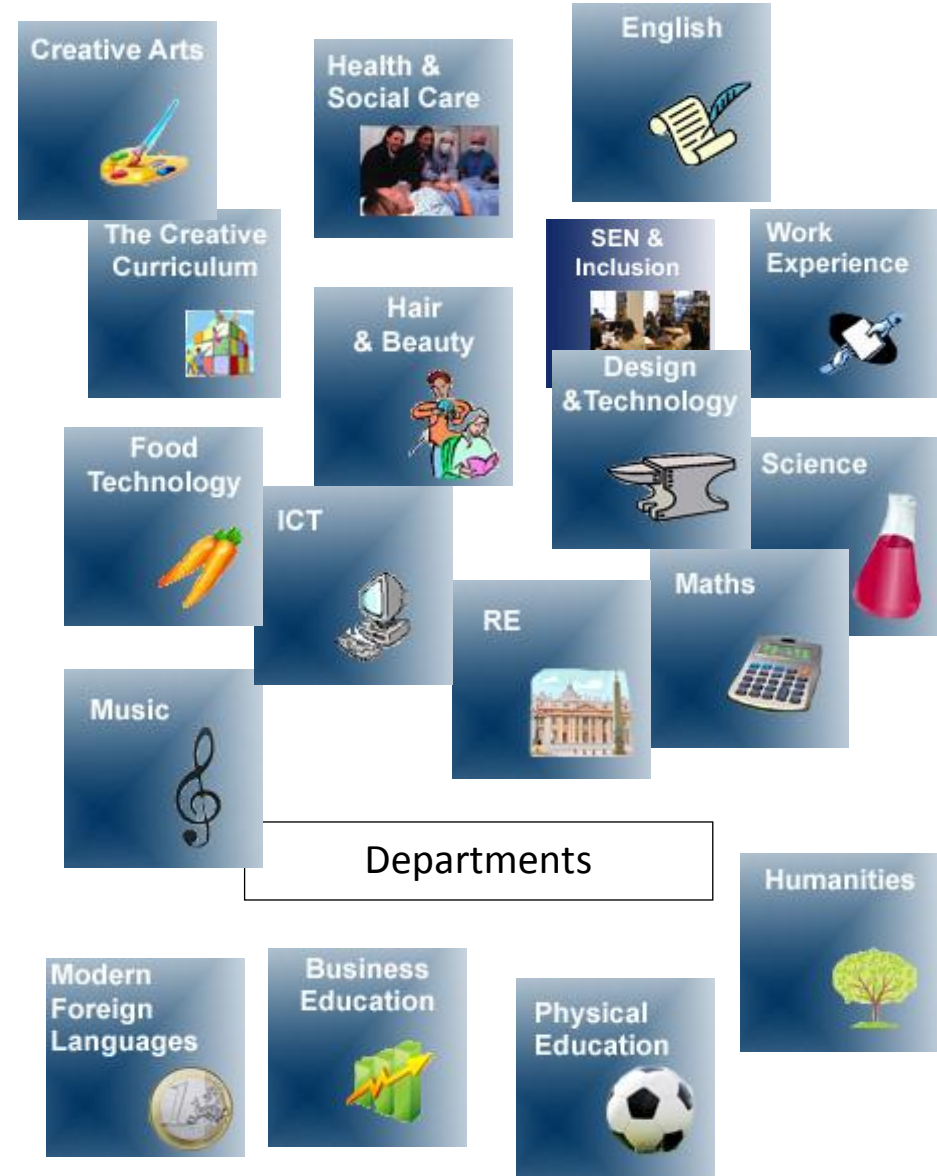 Creative Arts
Health &
Social Care
English
The Creative
Curriculum
SEN &
Inclusion
Work
Experience
Hair
& Beauty
Design
&Technology
Food
Technology
Science
ICT
RE
Maths
Music
Departments
Humanities
Modern
Foreign
Languages
Business
Education
Physical
Education